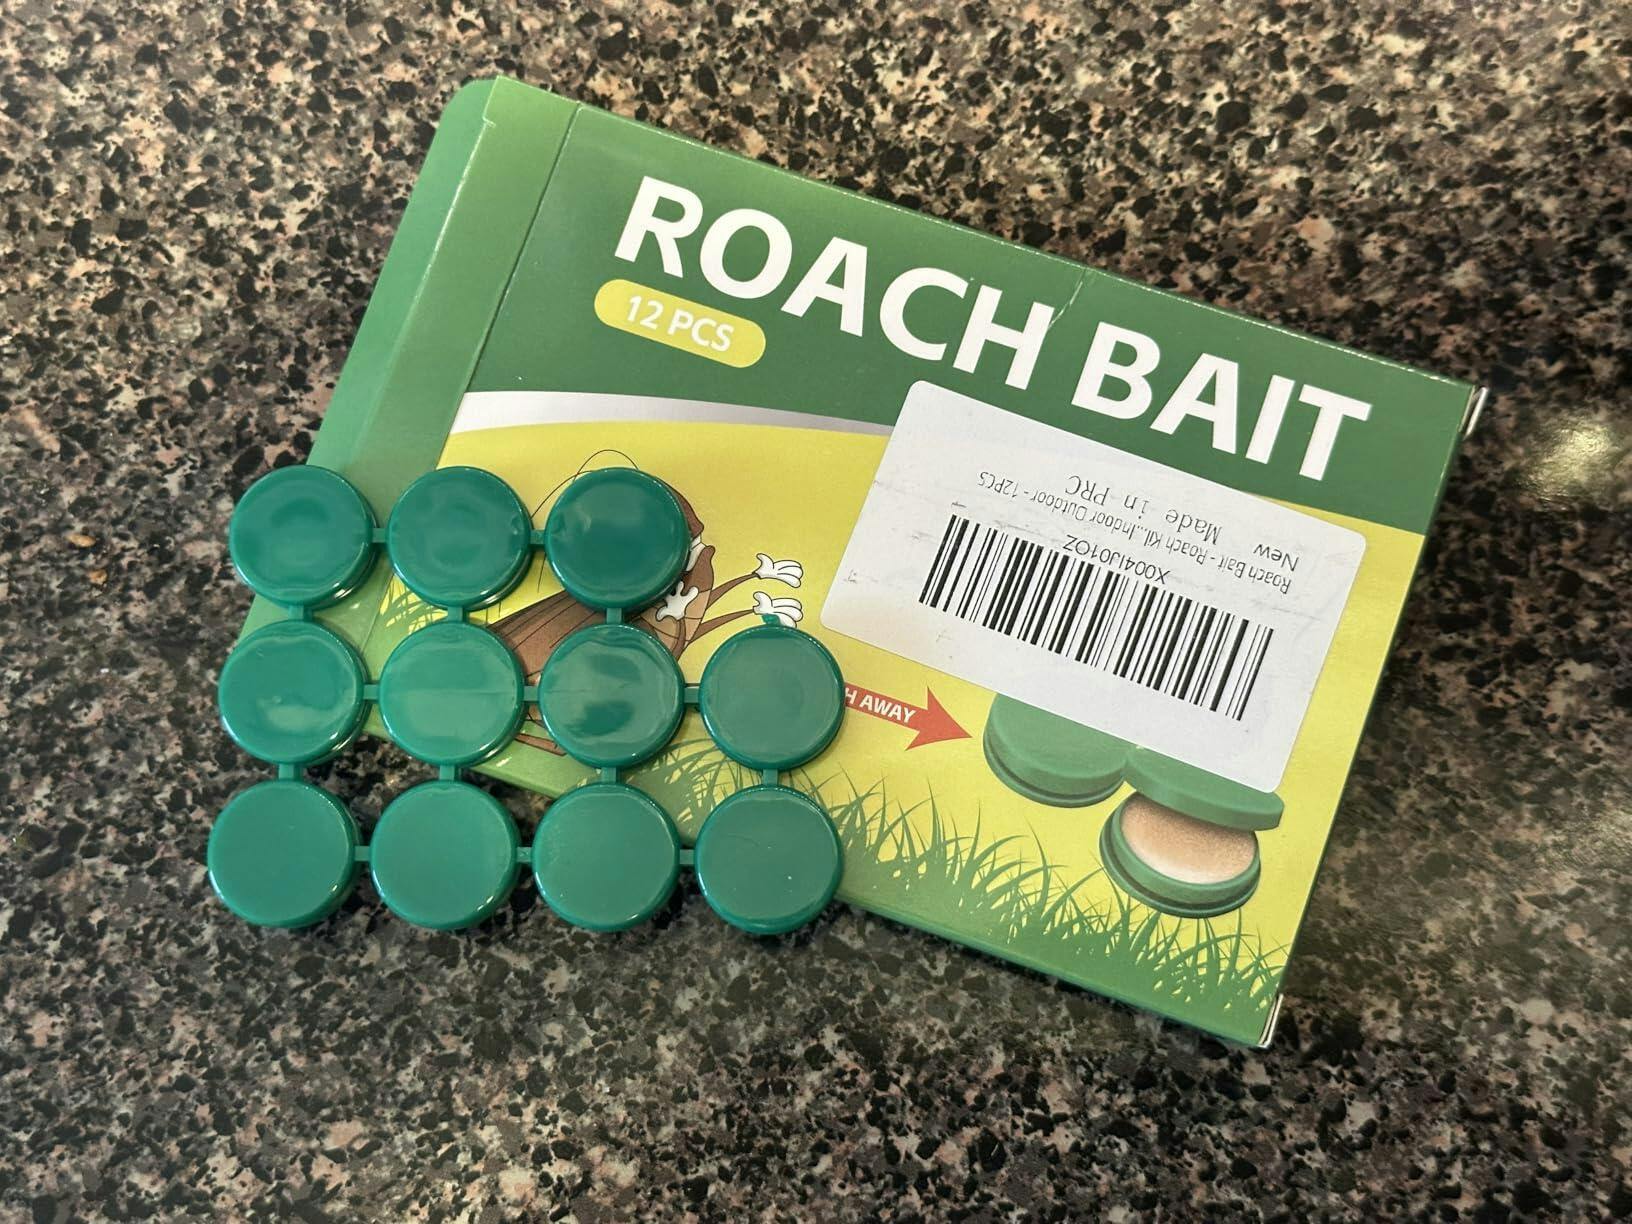 ROACH BAIT
12 PCS
H AWAY
X004IJ01OZ
Roach Bait - Roach Kil...Indoor Outdoor - 12PCS
New
Made in PRC